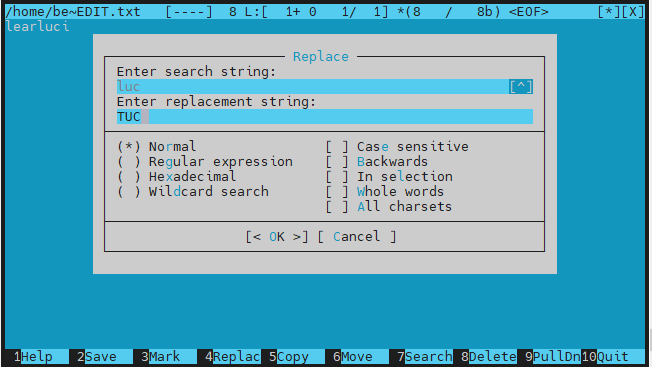 /home/be~EDIT.txt [----] 8 L:[ 1+ 0 1/ 1] *(8 / 8b) <EOF> [*][X]
learluci
Replace
Enter search string:
luc [^]
Enter replacement string:
TUC
(*) Normal [ ] Case sensitive
( ) Regular expression [ ] Backwards
( ) Hexadecimal [ ] In selection
( ) Wildcard search [ ] Whole words
[ ] All charsets
[< OK >] [ Cancel ]
1Help 2Save 3Mark 4Replac 5Copy 6Move 7Search 8Delete 9PullDn 10Quit